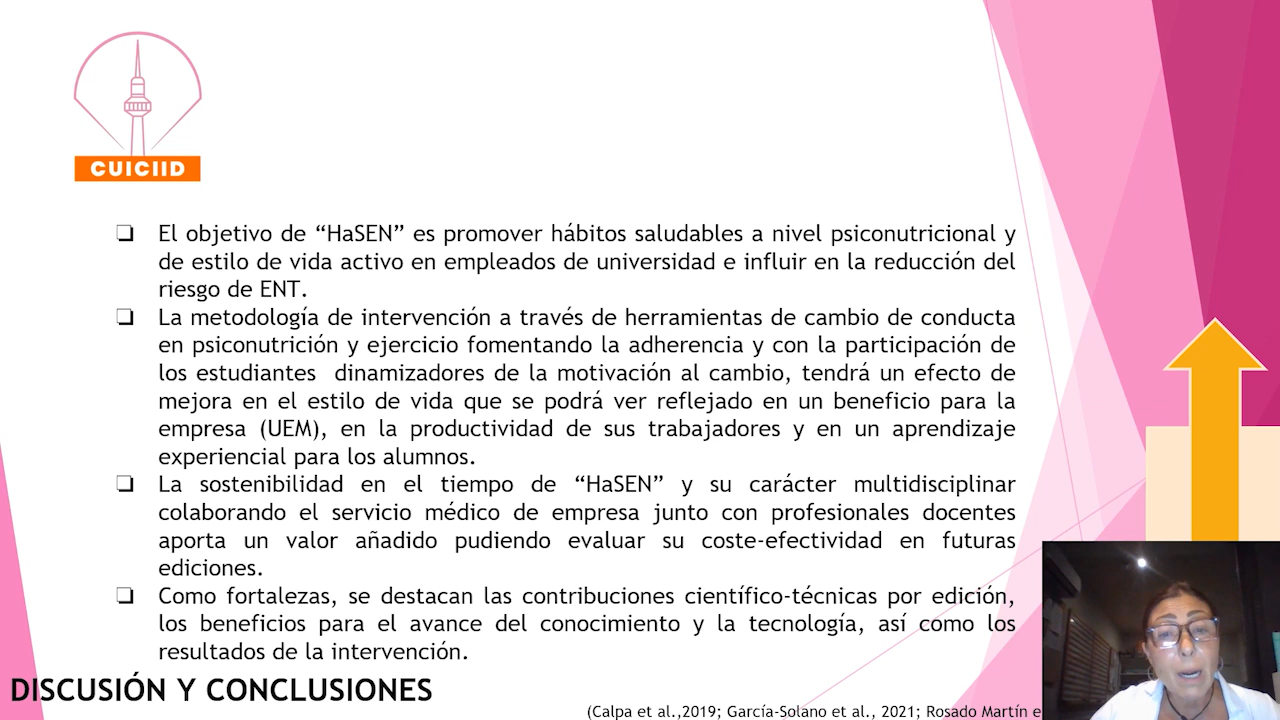 CUICIID
❑ El objetivo de “HaSEN” es promover hábitos saludables a nivel psiconutricional y
de estilo de vida activo en empleados de universidad e influir en la reducción del
riesgo de ENT.
❑ La metodología de intervención a través de herramientas de cambio de conducta
en psiconutrición y ejercicio fomentando la adherencia y con la participación de
los estudiantes dinamizadores de la motivación al cambio, tendrá un efecto de
mejora en el estilo de vida que se podrá ver reflejado en un beneficio para la
empresa (UEM), en la productividad de sus trabajadores y en un aprendizaje
experiencial para los alumnos.
❑ La sostenibilidad en el tiempo de “HaSEN” y su carácter multidisciplinar
colaborando el servicio médico de empresa junto con profesionales docentes
aporta un valor añadido pudiendo evaluar su coste-efectividad en futuras
ediciones.
❑ Como fortalezas, se destacan las contribuciones científico-técnicas por edición,
los beneficios para el avance del conocimiento y la tecnología, así como los
resultados de la intervención.
DISCUSIÓN Y CONCLUSIONES
(Calpa et al.,2019; García-Solano et al., 2021; Rosado Martín e